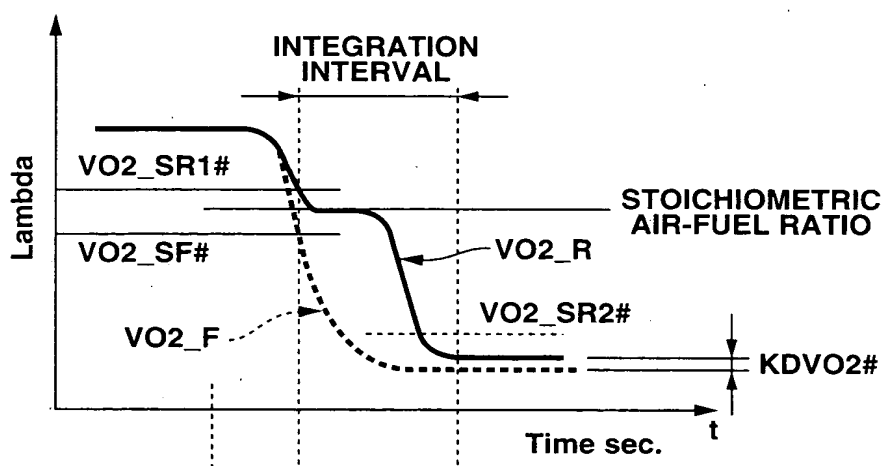 INTEGRATION
INTERVAL
VO2_SR1#
STOICHIOMETRIC
AIR-FUEL RATIO
Lambda
VO2_SF#
VO2_R
VO2_SR2#
VO2_F
KDVO2#
t
Time sec.